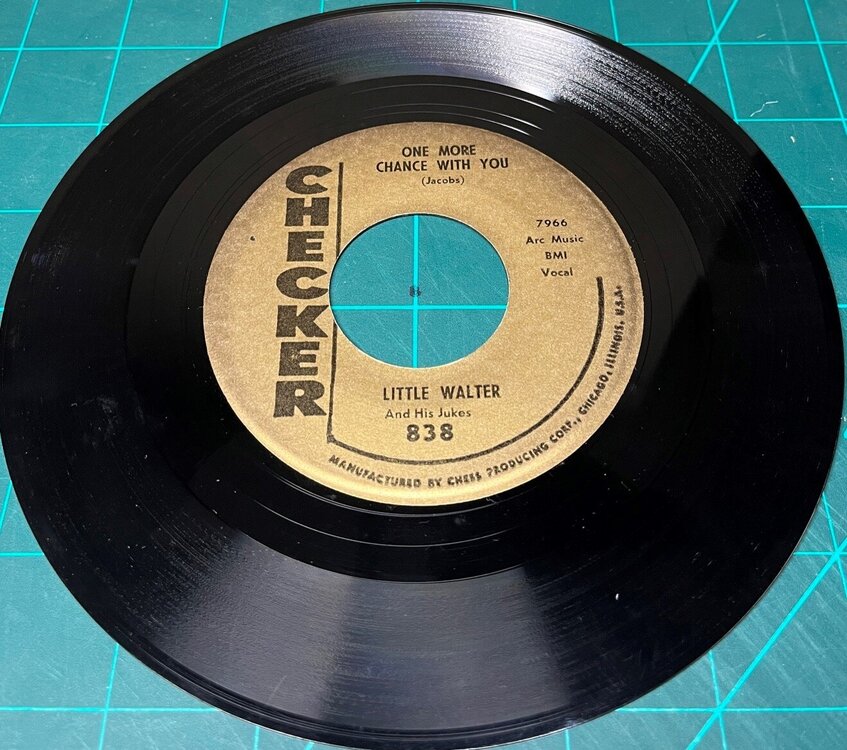 CHECKER
ONE MORE
CHANCE WITH YOU
(Jacobs)
7966
Arc Music
BMI
Vocal
LITTLE WALTER
And His Jukes
838
MANUFACTURED BY CHESS PRODUCING CORP., CHICAGO, ILLINOIS, U.S.A.